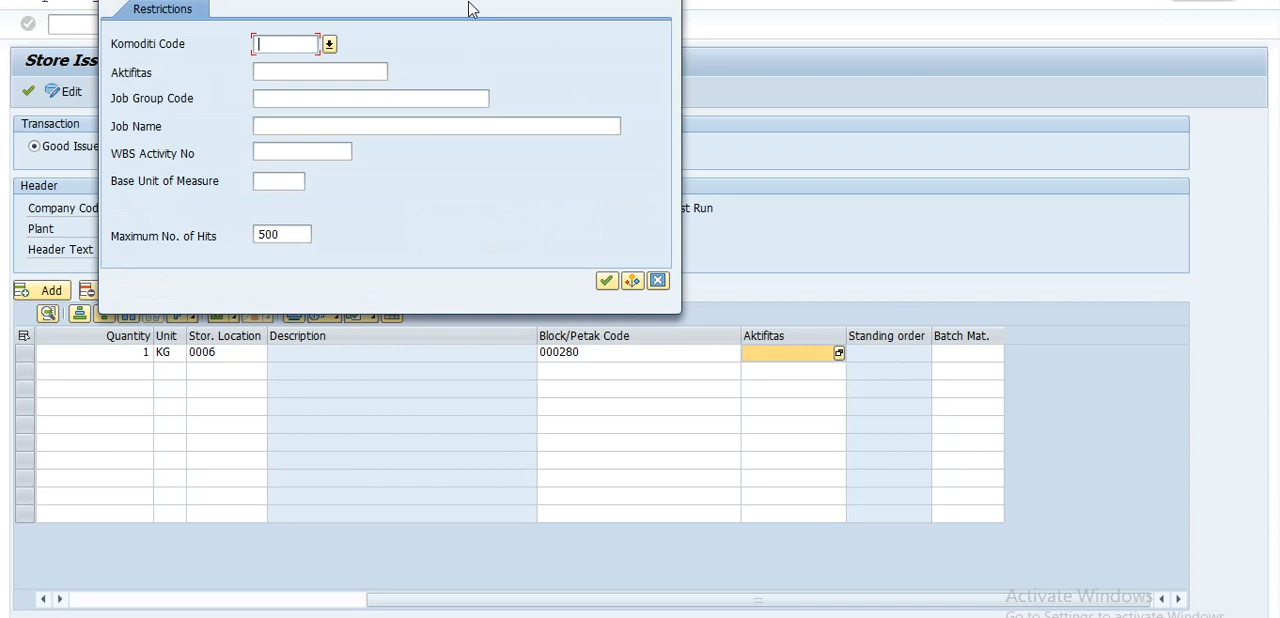 Restrictions
Komoditi Code
Aktifitas
Job Group Code
Job Name
WBS Activity No
Base Unit of Measure
Maximum No. of Hits 500
Store Iss
Edit
Transaction
Good Issue
Header
Company Cod
st Run
Plant
Header Text
Add
Quantity Unit Stor. Location Description Block/Petak Code Aktifitas Standing order Batch Mat.
1 KG 0006 000280
Activate Windows
Go to Settings to activate Windows